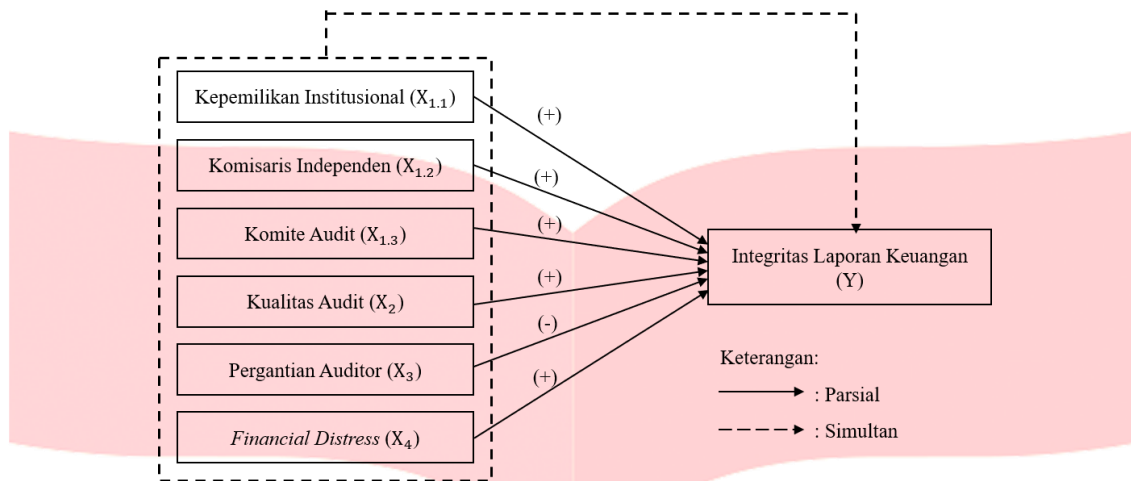 Kepemilikan Institusional (X₁.₁)
(+)
Komisaris Independen (X₁.₂)
(+)
Komite Audit (X₁.₃)
(+)
Kualitas Audit (X₂)
(+)
Pergantian Auditor (X₃)
(-)
Financial Distress (X₄)
(+)
Integritas Laporan Keuangan
(Y)
Keterangan:
: Parsial
: Simultan